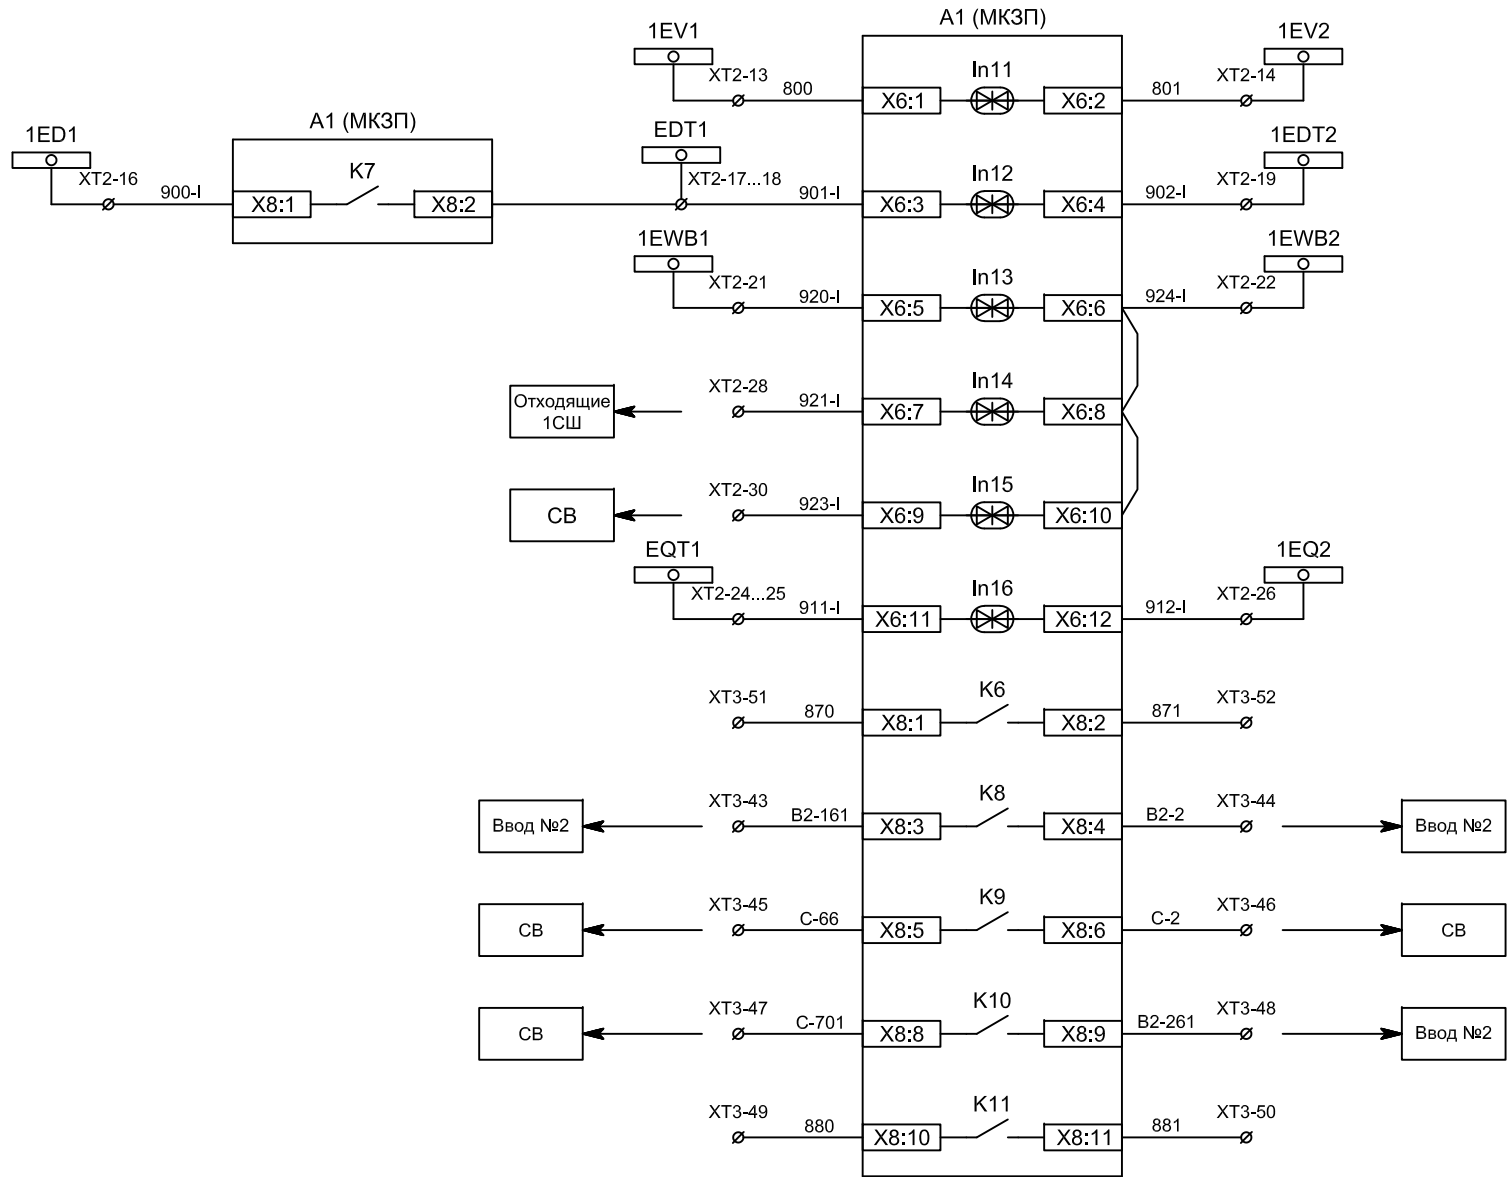 А1 (МКЗП)
1EV1
1EV2
XT2-13
800
X6:1
In11
X6:2
801
XT2-14
1ED1
А1 (МКЗП)
EDT1
1EDT2
XT2-16
900-I
X8:1
K7
X8:2
XT2-17...18
901-I
X6:3
In12
X6:4
902-I
XT2-19
1EWB1
1EWB2
XT2-21
920-I
X6:5
In13
X6:6
924-I
XT2-22
Отходящие
1СШ
XT2-28
921-I
X6:7
In14
X6:8
СВ
XT2-30
923-I
X6:9
In15
X6:10
EQT1
1EQ2
XT2-24...25
911-I
X6:11
In16
X6:12
912-I
XT2-26
XT3-51
870
X8:1
K6
X8:2
871
XT3-52
Ввод №2
XT3-43
В2-161
X8:3
K8
X8:4
В2-2
XT3-44
Ввод №2
СВ
XT3-45
С-66
X8:5
K9
X8:6
С-2
XT3-46
СВ
СВ
XT3-47
С-701
X8:8
K10
X8:9
В2-261
XT3-48
Ввод №2
XT3-49
880
X8:10
K11
X8:11
881
XT3-50